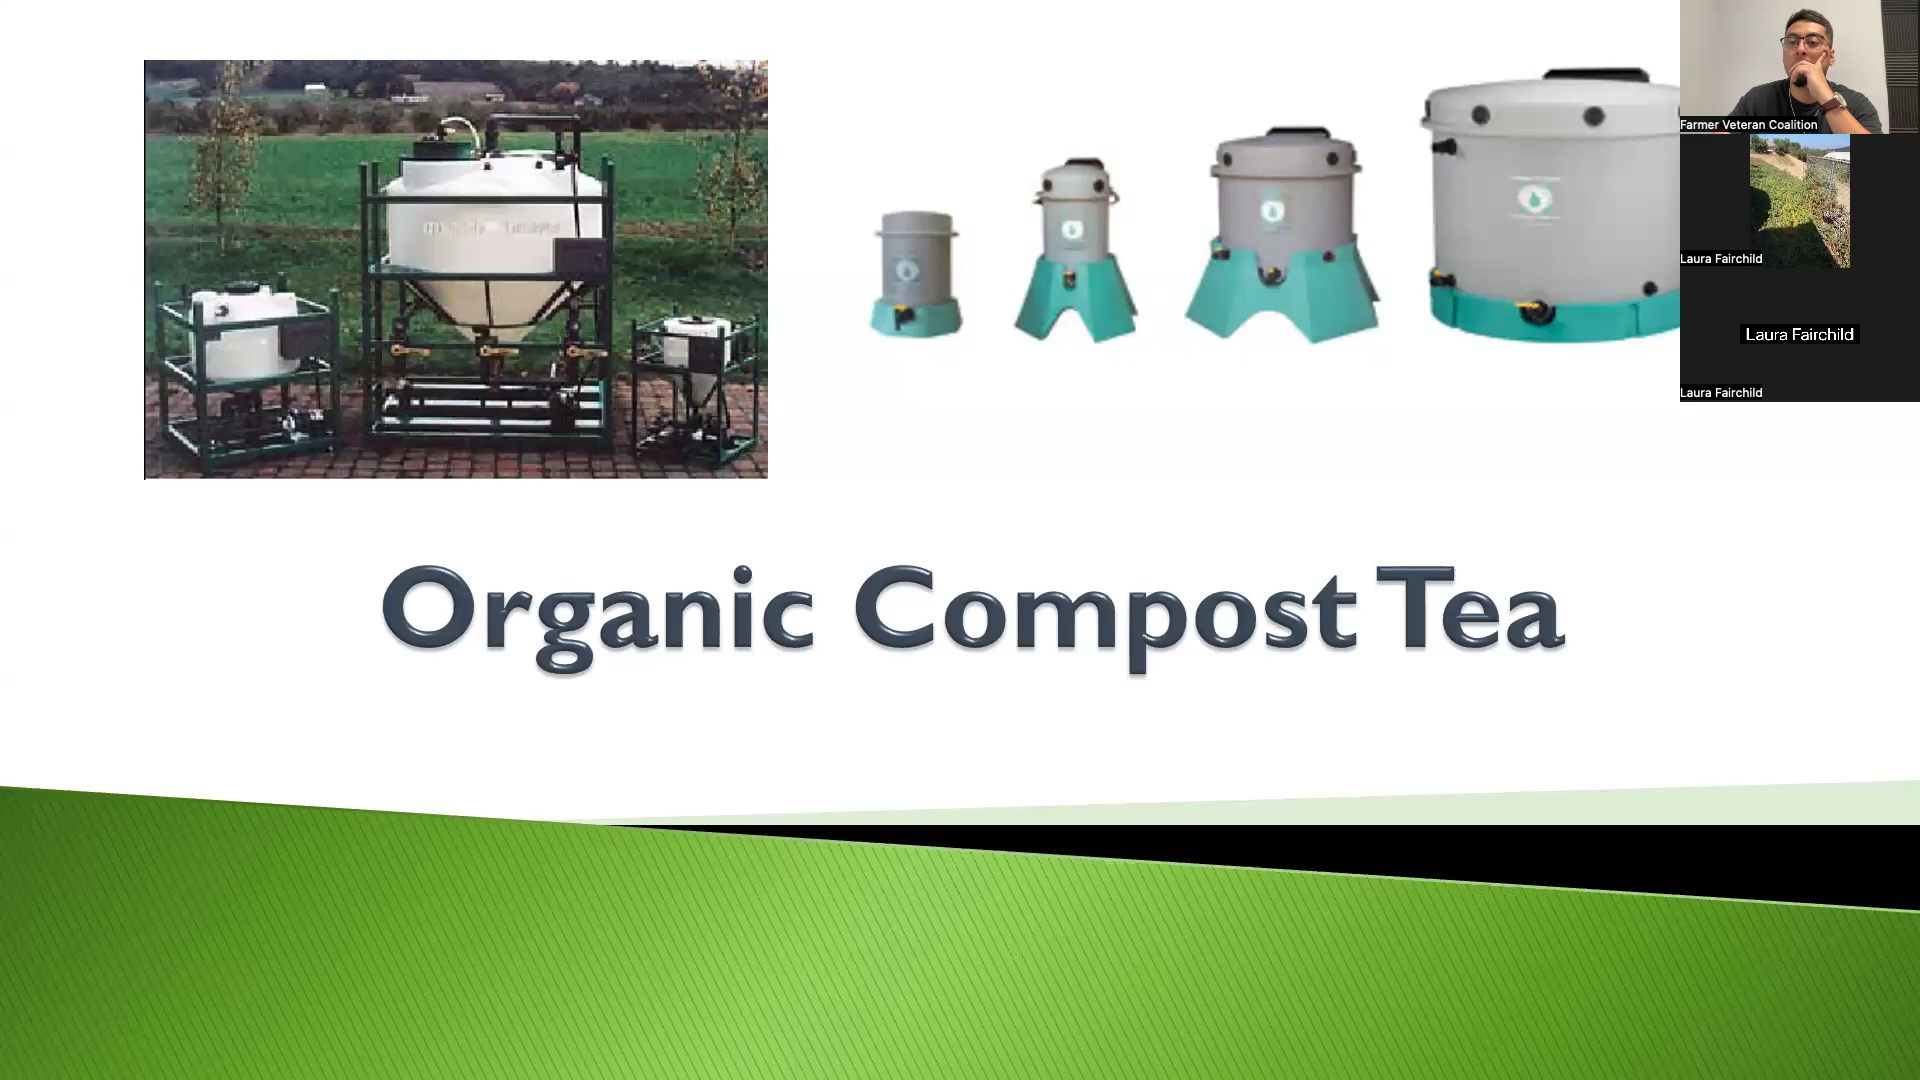 Farmer Veteran Coalition
Laura Fairchild
Laura Fairchild
Laura Fairchild
Organic Compost Tea